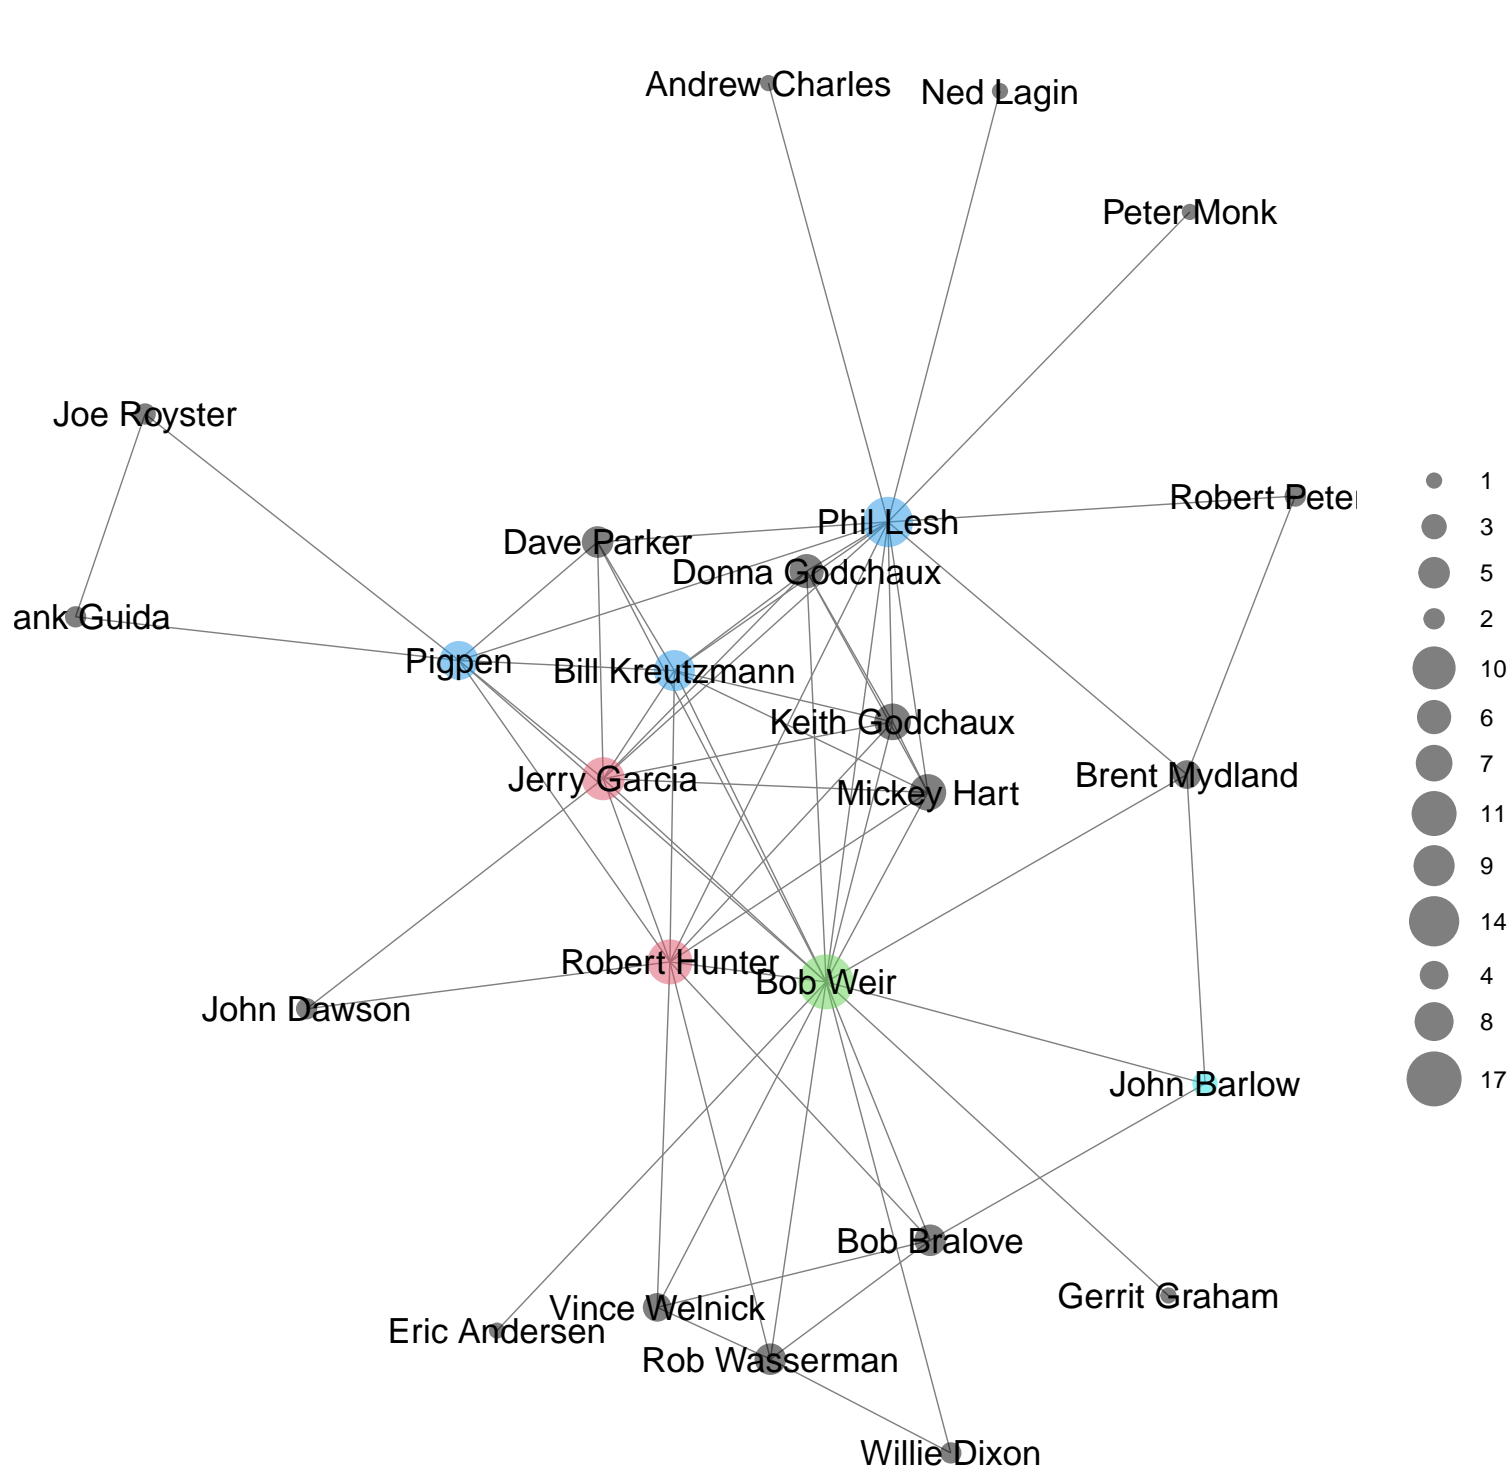 Andrew Charles
Ned Lagin
Peter Monk
Joe Royster
Robert Peter
Phil Lesh
Dave Parker
Donna Godchaux
ank Guida
Pigpen
Bill Kreutzmann
Keith Godchaux
Jerry Garcia
Mickey Hart
Brent Mydland
Robert Hunter
Bob Weir
John Dawson
John Barlow
Bob Bralove
Gerrit Graham
Vince Welnick
Eric Andersen
Rob Wasserman
Willie Dixon
1
3
5
2
10
6
7
11
9
14
4
8
17